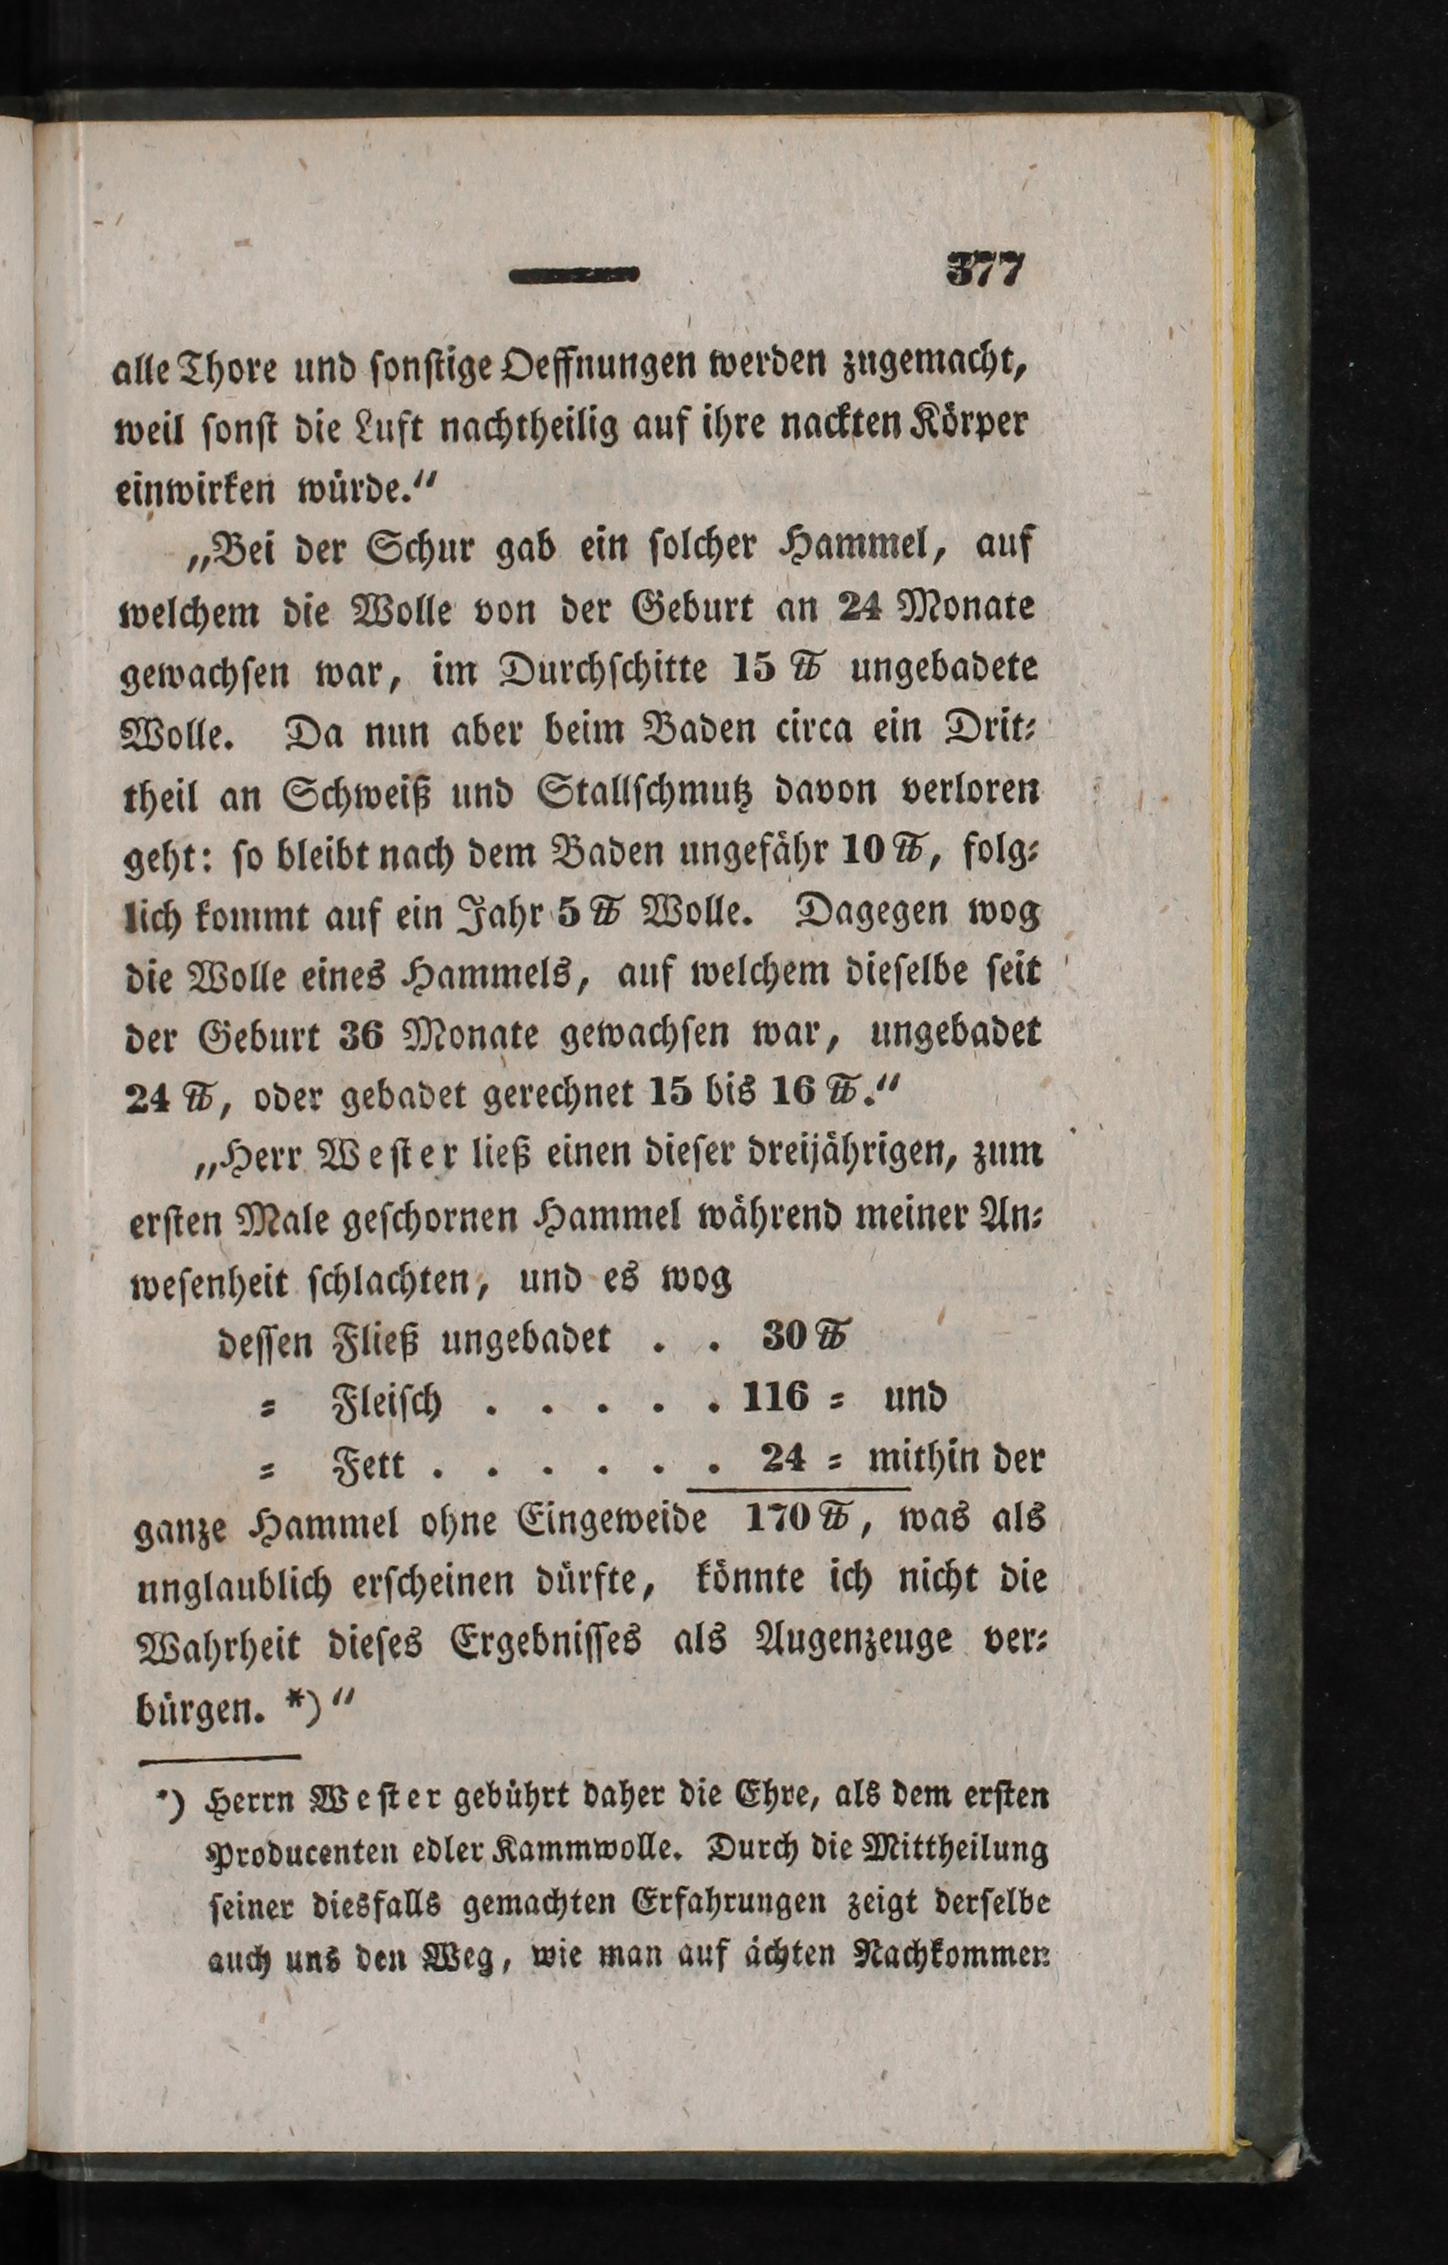 377
alle Thore und ſonſtige Oeffnungen werden zugemacht,
weil ſonſt die Luft nachtheilig auf ihre nackten Körper
einwirken würde.“
„Bei der Schur gab ein ſolcher Hammel, auf
welchem die Wolle von der Geburt an 24 Monate
gewachſen war, im Durchſchitte 15 ℔ ungebadete
Wolle. Da nun aber beim Baden circa ein Drit⸗
theil an Schweiß und Stallſchmutz davon verloren
geht: ſo bleibt nach dem Baden ungefähr 10 ℔, folg⸗
lich kommt auf ein Jahr 5 ℔ Wolle. Dagegen wog
die Wolle eines Hammels, auf welchem dieſelbe ſeit
der Geburt 36 Monate gewachſen war, ungebadet
24 ℔, oder gebadet gerechnet 15 bis 16 ℔.“
„Herr Weſter ließ einen dieſer dreijährigen, zum
erſten Male geſchornen Hammel während meiner An⸗
weſenheit ſchlachten, und es wog
deſſen Fließ ungebadet . . 30 ℔
⸗ Fleiſch . . . . . 116 ⸗ und
⸗ Fett . . . . . . 24 ⸗ mithin der
ganze Hammel ohne Eingeweide 170 ℔, was als
unglaublich erſcheinen dürfte, könnte ich nicht die
Wahrheit dieſes Ergebniſſes als Augenzeuge ver⸗
bürgen. *)“
*) Herrn Weſter gebührt daher die Ehre, als dem erſten
Producenten edler Kammwolle. Durch die Mittheilung
ſeiner diesfalls gemachten Erfahrungen zeigt derſelbe
auch uns den Weg, wie man auf ächten Nachkommen